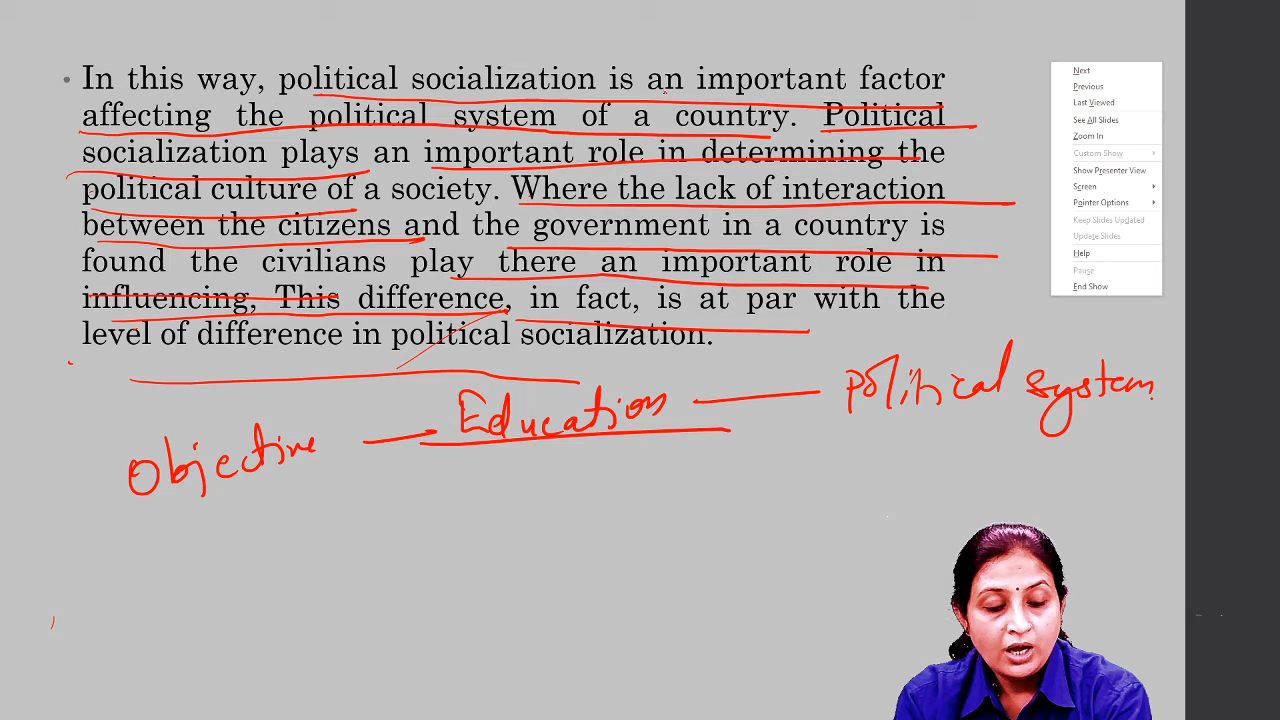 In this way, political socialization is an important factor
affecting the political system of a country. Political
socialization plays an important role in determining the
political culture of a society. Where the lack of interaction
between the citizens and the government in a country is
found the civilians play there an important role in
influencing, This difference, in fact, is at par with the
level of difference in political socialization.
Objective Education political system
Next
Previous
Last Viewed
See All Slides
Zoom In
Custom Show
Show Presenter View
Screen
Pointer Options
Keep Slides Updated
Update Slides
Help
Pause
End Show